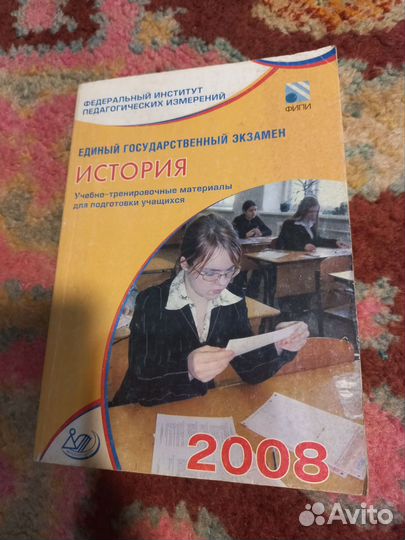 ФЕДЕРАЛЬНЫЙ ИНСТИТУТ
ПЕДАГОГИЧЕСКИХ ИЗМЕРЕНИЙ
ФИПИ
ЕДИНЫЙ ГОСУДАРСТВЕННЫЙ ЭКЗАМЕН
ИСТОРИЯ
Учебно-тренировочные материалы
для подготовки учащихся
2008
Avito